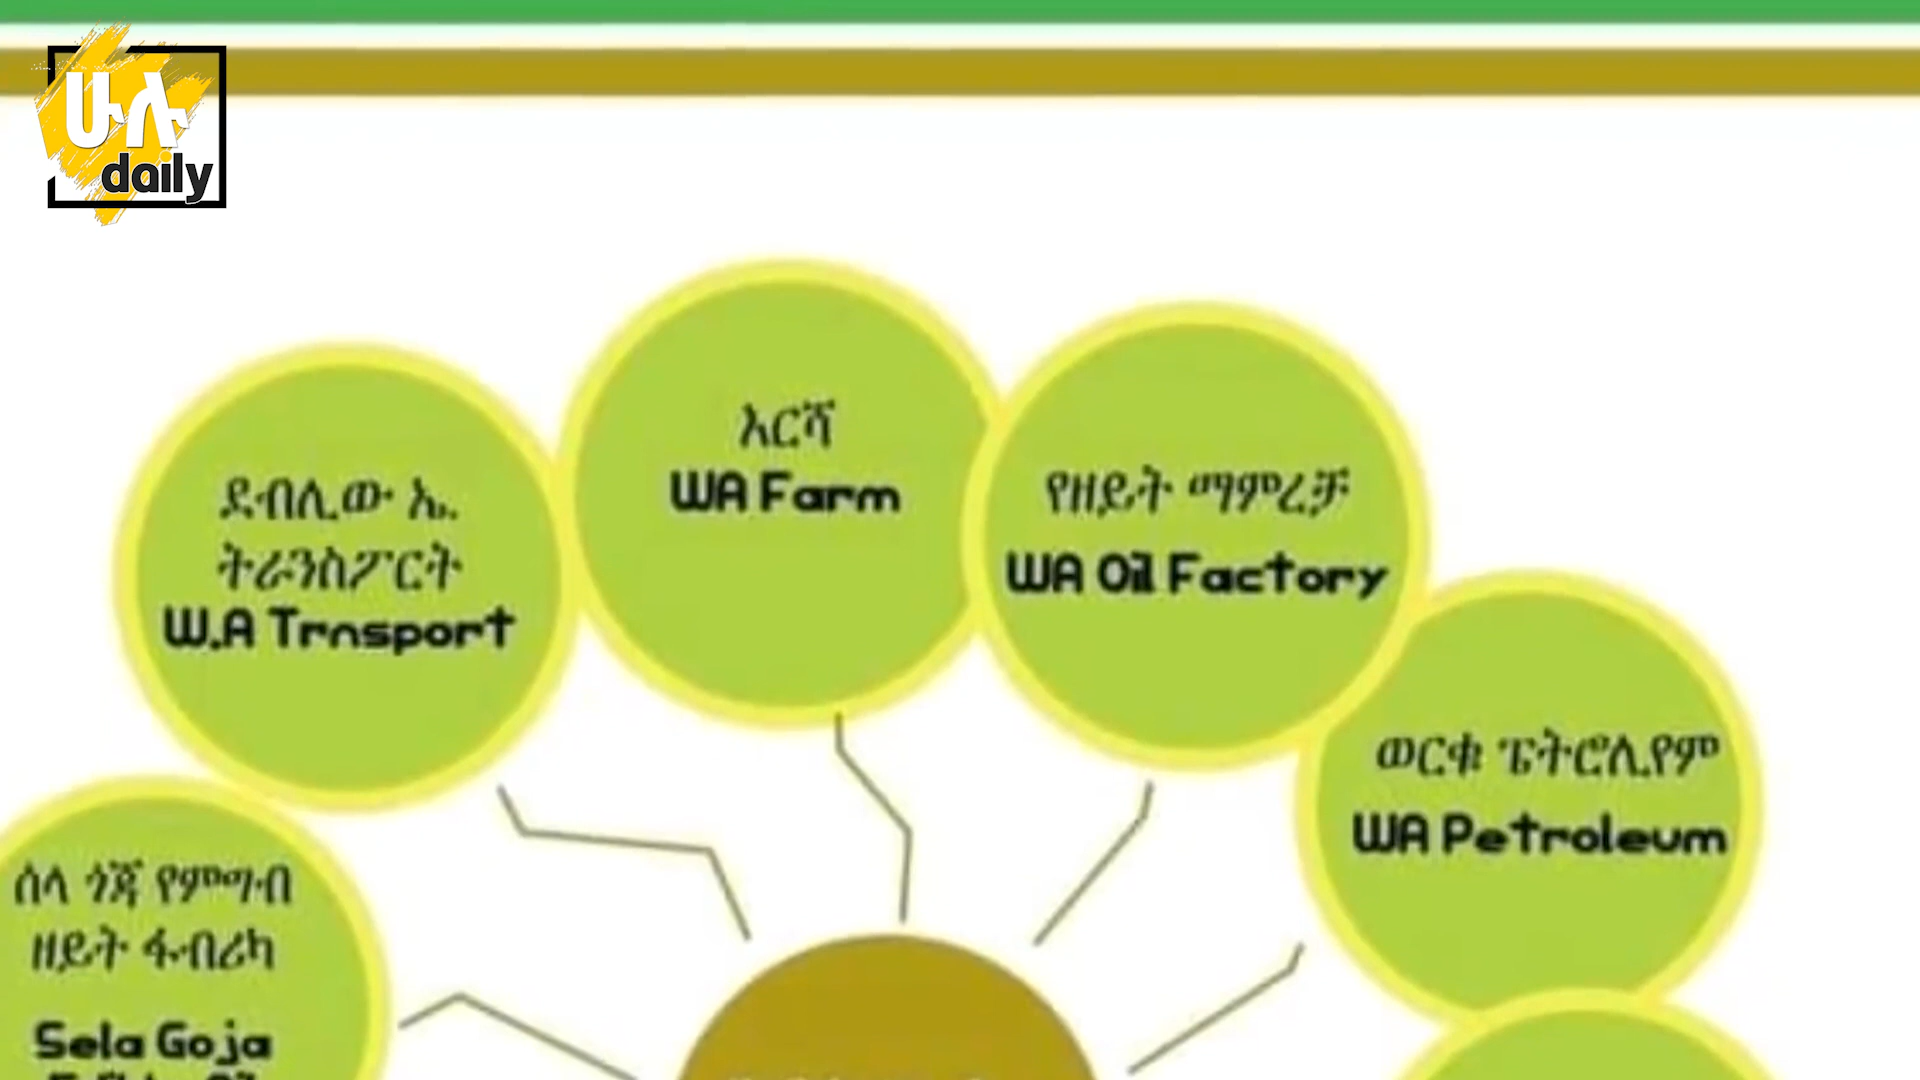 ሁሉ
daily
እርሻ
WA Farm
ደብሊው ኤ.
ትራንስፖርት
W.A Trnsport
የዘይት ማምረቻ
WA Oil Factory
ወርቁ ፔትሮሊየም
WA Petroleum
ሰላ ጎጃ የምግብ
ዘይት ፋብሪካ
Sela Goja